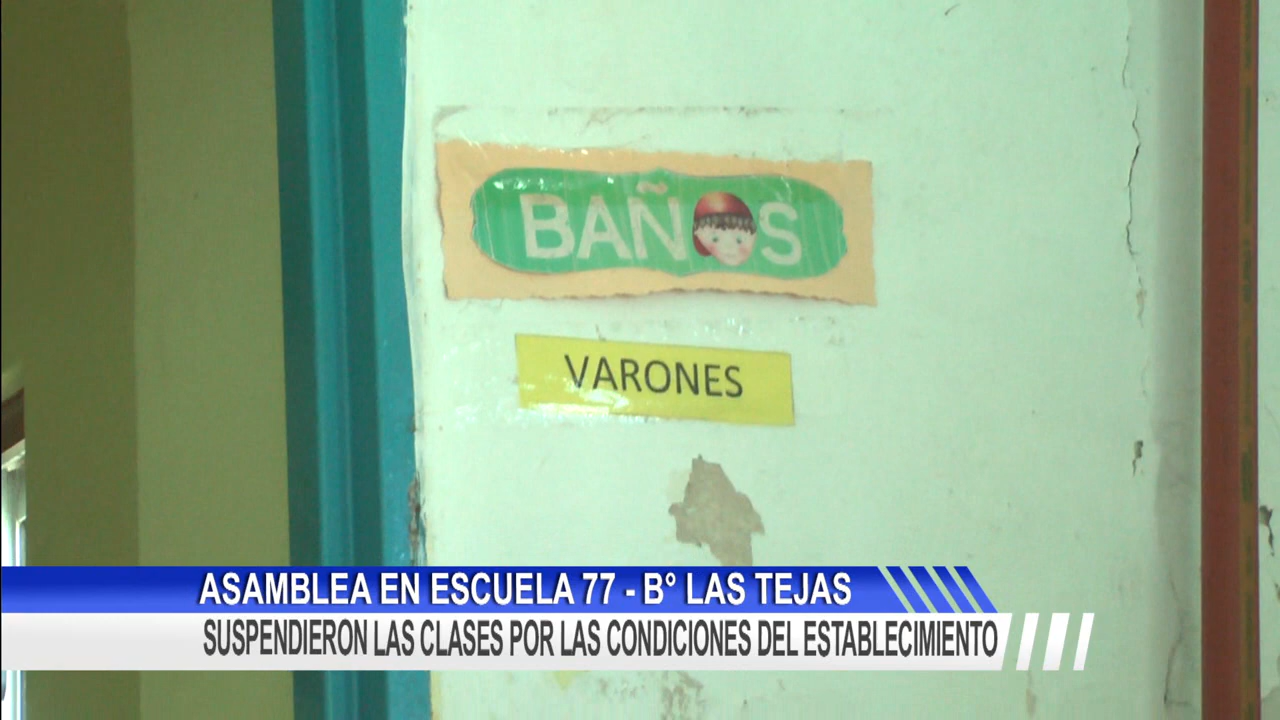 BAÑOS
VARONES
ASAMBLEA EN ESCUELA 77 - B° LAS TEJAS
SUSPENDIERON LAS CLASES POR LAS CONDICIONES DEL ESTABLECIMIENTO